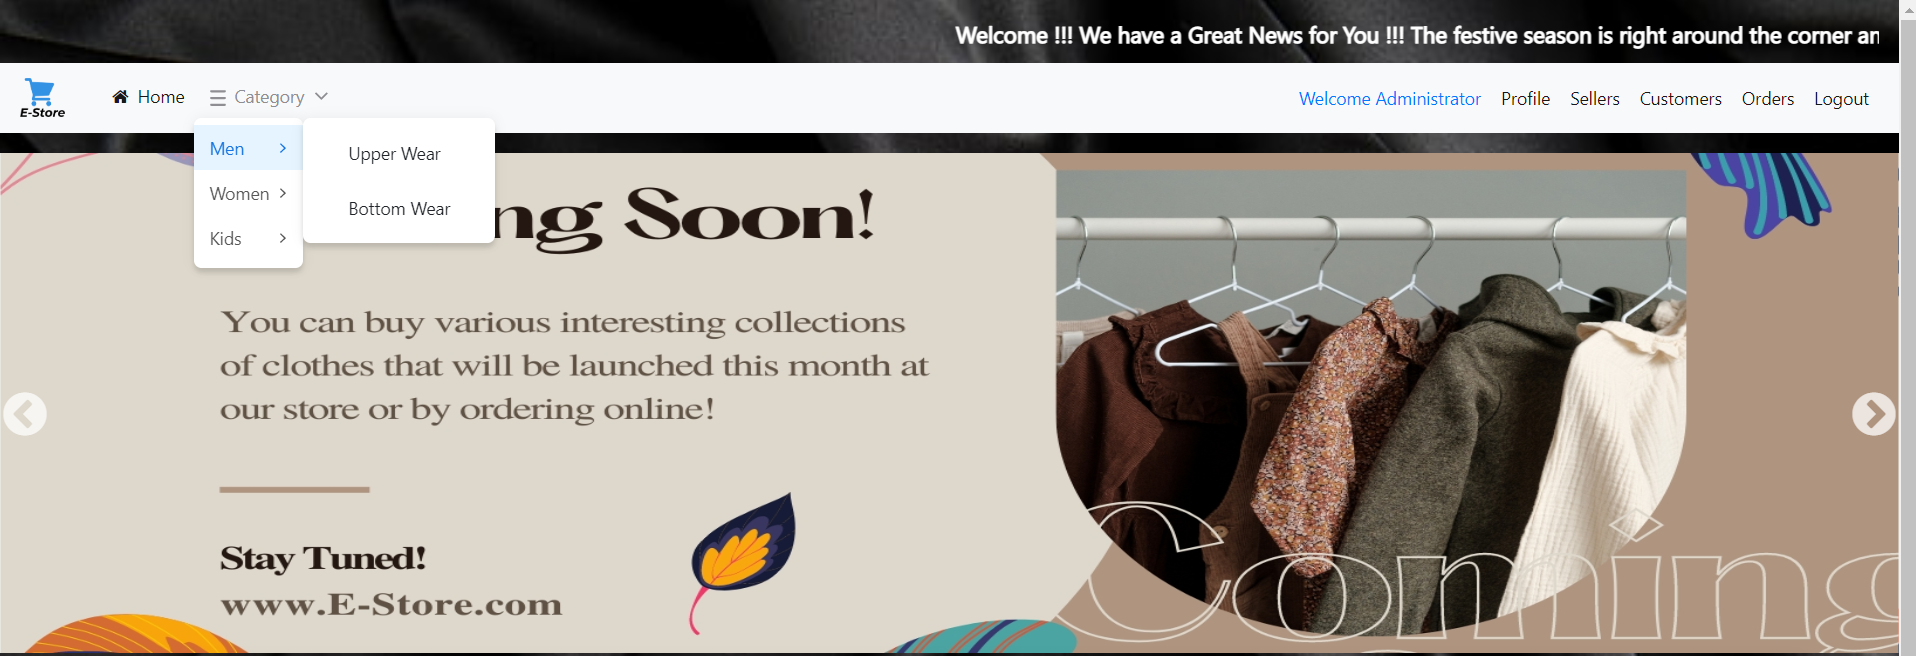 Welcome !!! We have a Great News for You !!! The festive season is right around the corner an
E-Store
Home
Category
Welcome Administrator
Profile
Sellers
Customers
Orders
Logout
Men
Women
Kids
Upper Wear
Bottom Wear
ng Soon!
You can buy various interesting collections
of clothes that will be launched this month at
our store or by ordering online!
Stay Tuned!
www.E-Store.com
Coming